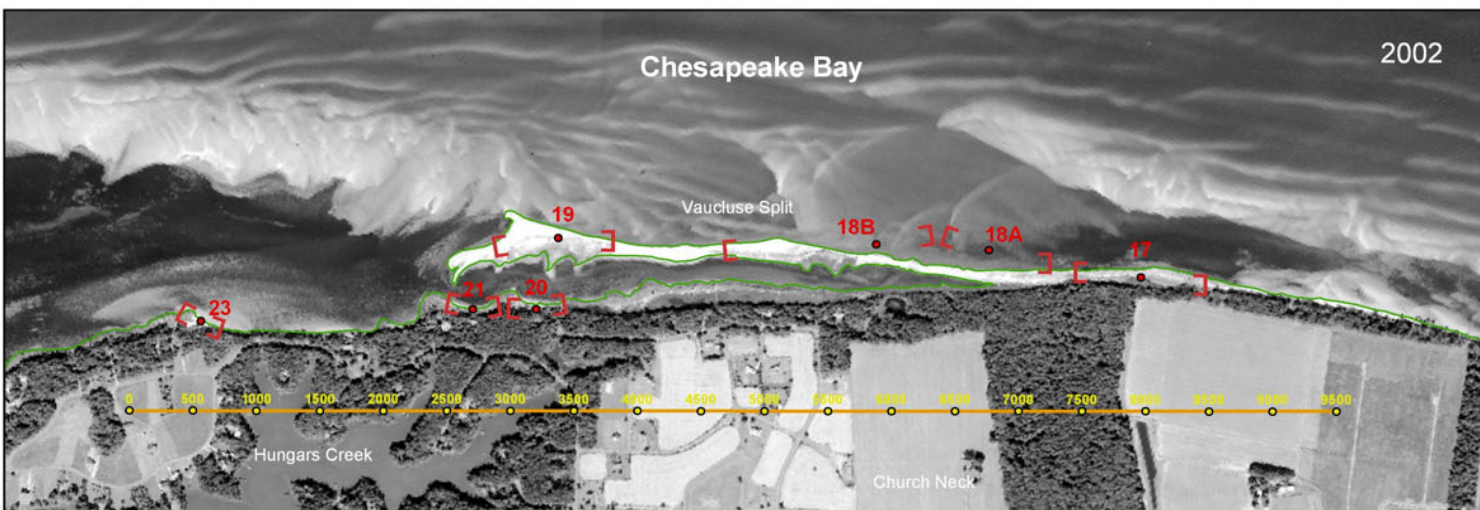 2002
Chesapeake Bay
Vaucluse Split
19
18B
18A
17
21
20
23
0 500 1000 1500 2000 2500 3000 3500 4000 4500 5000 5500 6000 6500 7000 7500 8000 8500 9000 9500
Hungars Creek
Church Neck